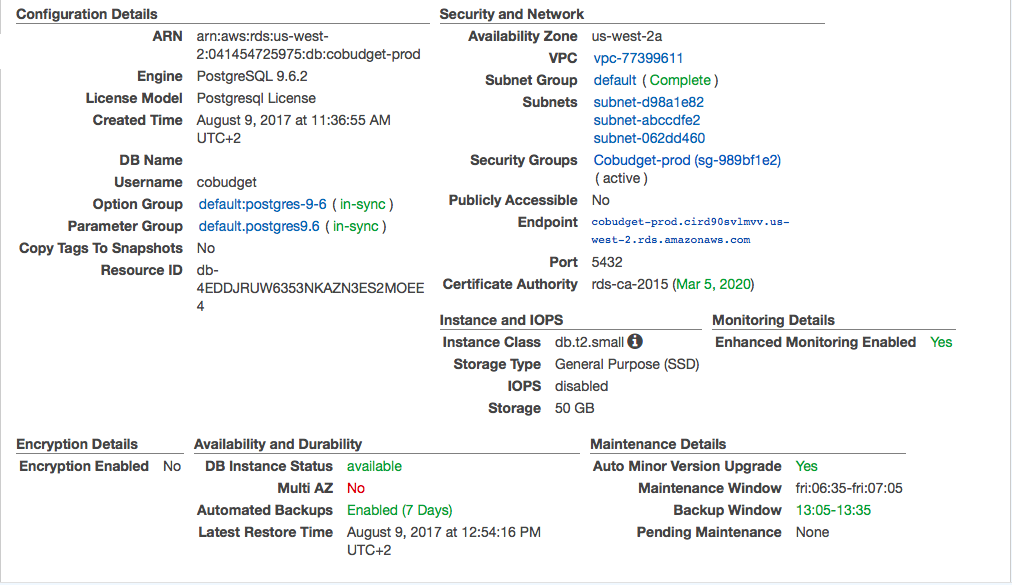 Configuration Details
ARN arn:aws:rds:us-west-
2:041454725975:db:cobudget-prod
Engine PostgreSQL 9.6.2
License Model Postgresql License
Created Time August 9, 2017 at 11:36:55 AM
UTC+2
DB Name
Username cobudget
Option Group default:postgres-9-6 ( in-sync )
Parameter Group default.postgres9.6 ( in-sync )
Copy Tags To Snapshots No
Resource ID db-
4EDDJRUW6353NKAZN3ES2MOEE
4
Security and Network
Availability Zone us-west-2a
VPC vpc-77399611
Subnet Group default ( Complete )
Subnets subnet-d98a1e82
subnet-abccdfe2
subnet-062dd460
Security Groups Cobudget-prod (sg-989bf1e2)
( active )
Publicly Accessible No
Endpoint cobudget-prod.cird90svlmvv.us-
west-2.rds.amazonaws.com
Port 5432
Certificate Authority rds-ca-2015 (Mar 5, 2020)
Instance and IOPS
Instance Class db.t2.small i
Storage Type General Purpose (SSD)
IOPS disabled
Storage 50 GB
Monitoring Details
Enhanced Monitoring Enabled Yes
Encryption Details
Encryption Enabled No
Availability and Durability
DB Instance Status available
Multi AZ No
Automated Backups Enabled (7 Days)
Latest Restore Time August 9, 2017 at 12:54:16 PM
UTC+2
Maintenance Details
Auto Minor Version Upgrade Yes
Maintenance Window fri:06:35-fri:07:05
Backup Window 13:05-13:35
Pending Maintenance None